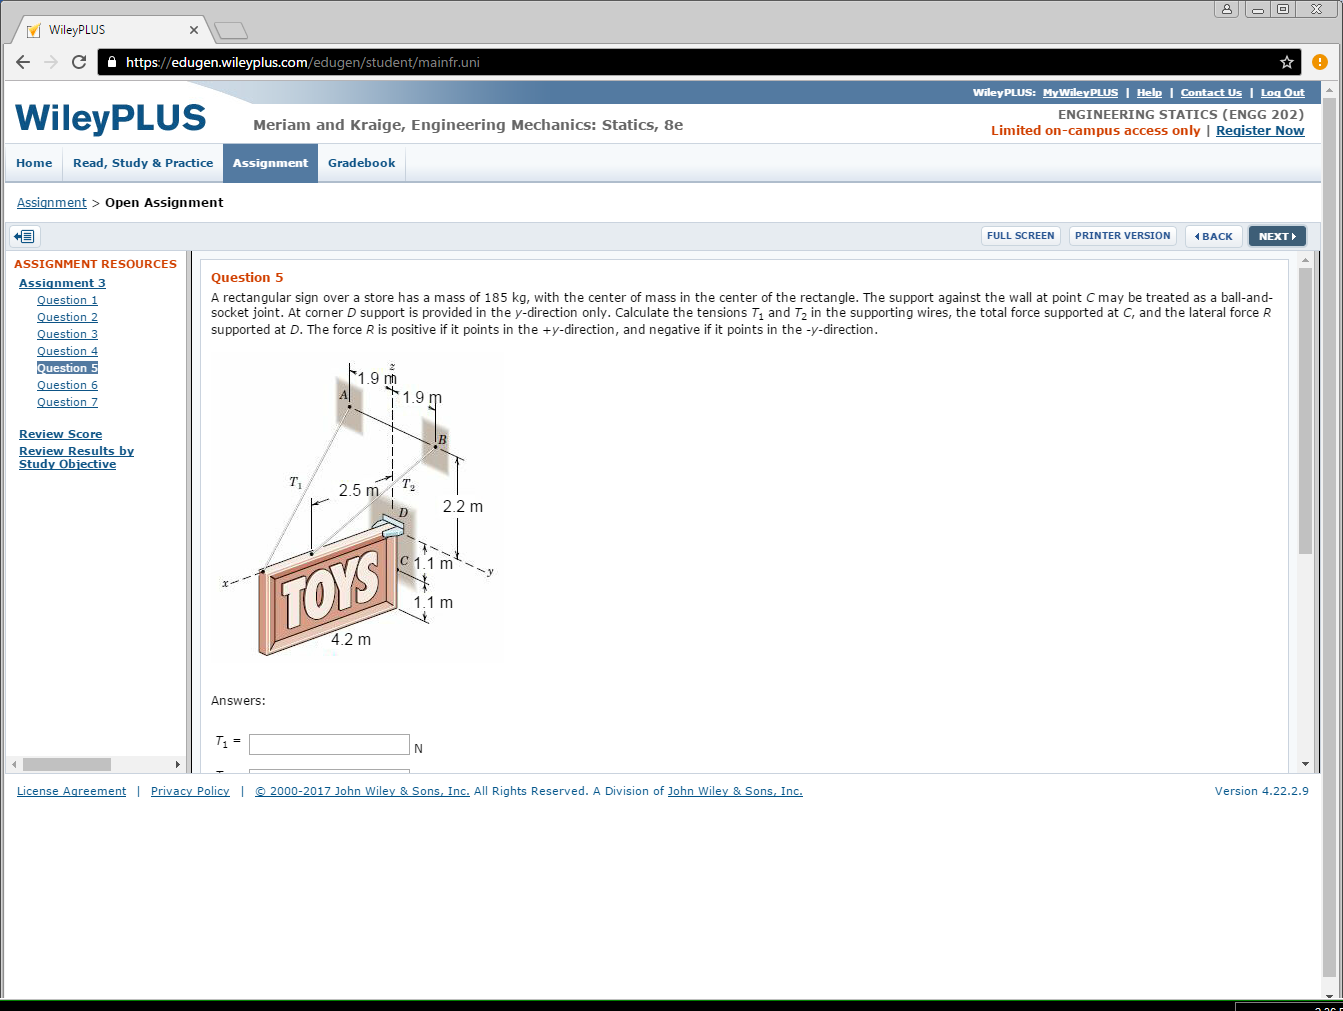 WileyPLUS
https://edugen.wileyplus.com/edugen/student/mainfr.uni
WileyPLUS: MyWileyPLUS | Help | Contact Us | Log Out
WileyPLUS
Meriam and Kraige, Engineering Mechanics: Statics, 8e
ENGINEERING STATICS (ENGG 202)
Limited on-campus access only | Register Now
Home Read, Study & Practice Assignment Gradebook
Assignment > Open Assignment
FULL SCREEN PRINTER VERSION BACK NEXT
ASSIGNMENT RESOURCES
Assignment 3
Question 1
Question 2
Question 3
Question 4
Question 5
Question 6
Question 7
Review Score
Review Results by
Study Objective
Question 5
A rectangular sign over a store has a mass of 185 kg, with the center of mass in the center of the rectangle. The support against the wall at point C may be treated as a ball-and-
socket joint. At corner D support is provided in the y-direction only. Calculate the tensions T1 and T2 in the supporting wires, the total force supported at C, and the lateral force R
supported at D. The force R is positive if it points in the +y-direction, and negative if it points in the -y-direction.
z
1.9 m
A
1.9 m
B
T1
2.5 m
T2
2.2 m
D
C
1.1 m
x
y
TOYS
1.1 m
4.2 m
Answers:
T1 =
N
License Agreement | Privacy Policy | © 2000-2017 John Wiley & Sons, Inc. All Rights Reserved. A Division of John Wiley & Sons, Inc.
Version 4.22.2.9